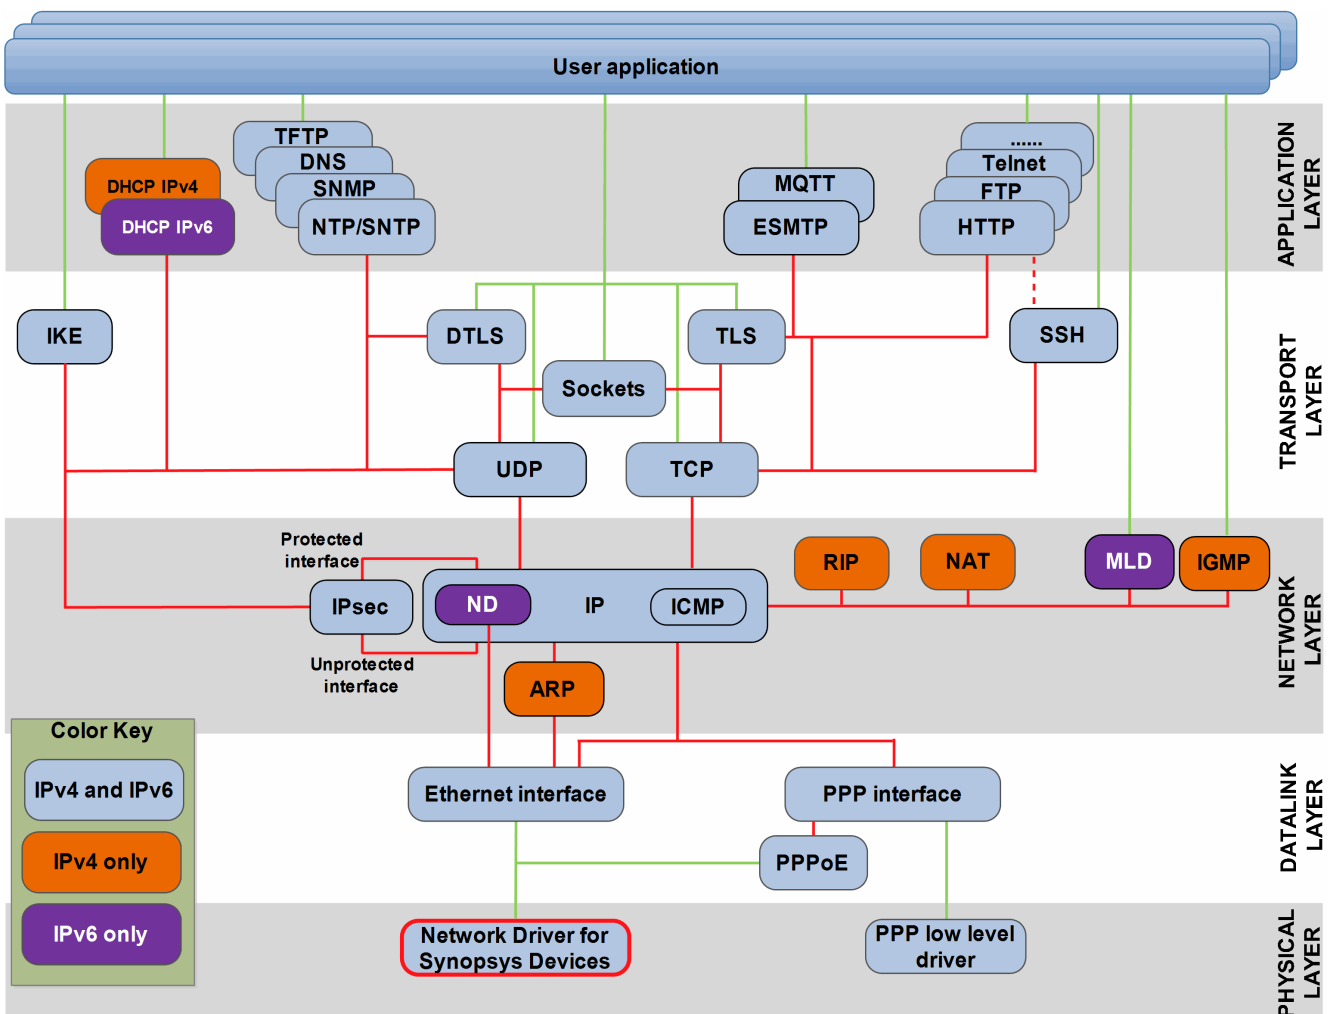 User application
TFTP
DNS
SNMP
NTP/SNTP
DHCP IPv4
DHCP IPv6
MQTT
ESMTP
......
Telnet
FTP
HTTP
APPLICATION
LAYER
IKE
DTLS
TLS
SSH
Sockets
UDP
TCP
TRANSPORT
LAYER
Protected
interface
IPsec
Unprotected
interface
ND
IP
ICMP
RIP
NAT
MLD
IGMP
ARP
NETWORK
LAYER
Color Key
IPv4 and IPv6
IPv4 only
IPv6 only
Ethernet interface
PPP interface
PPPoE
DATALINK
LAYER
Network Driver for
Synopsys Devices
PPP low level
driver
PHYSICAL
LAYER